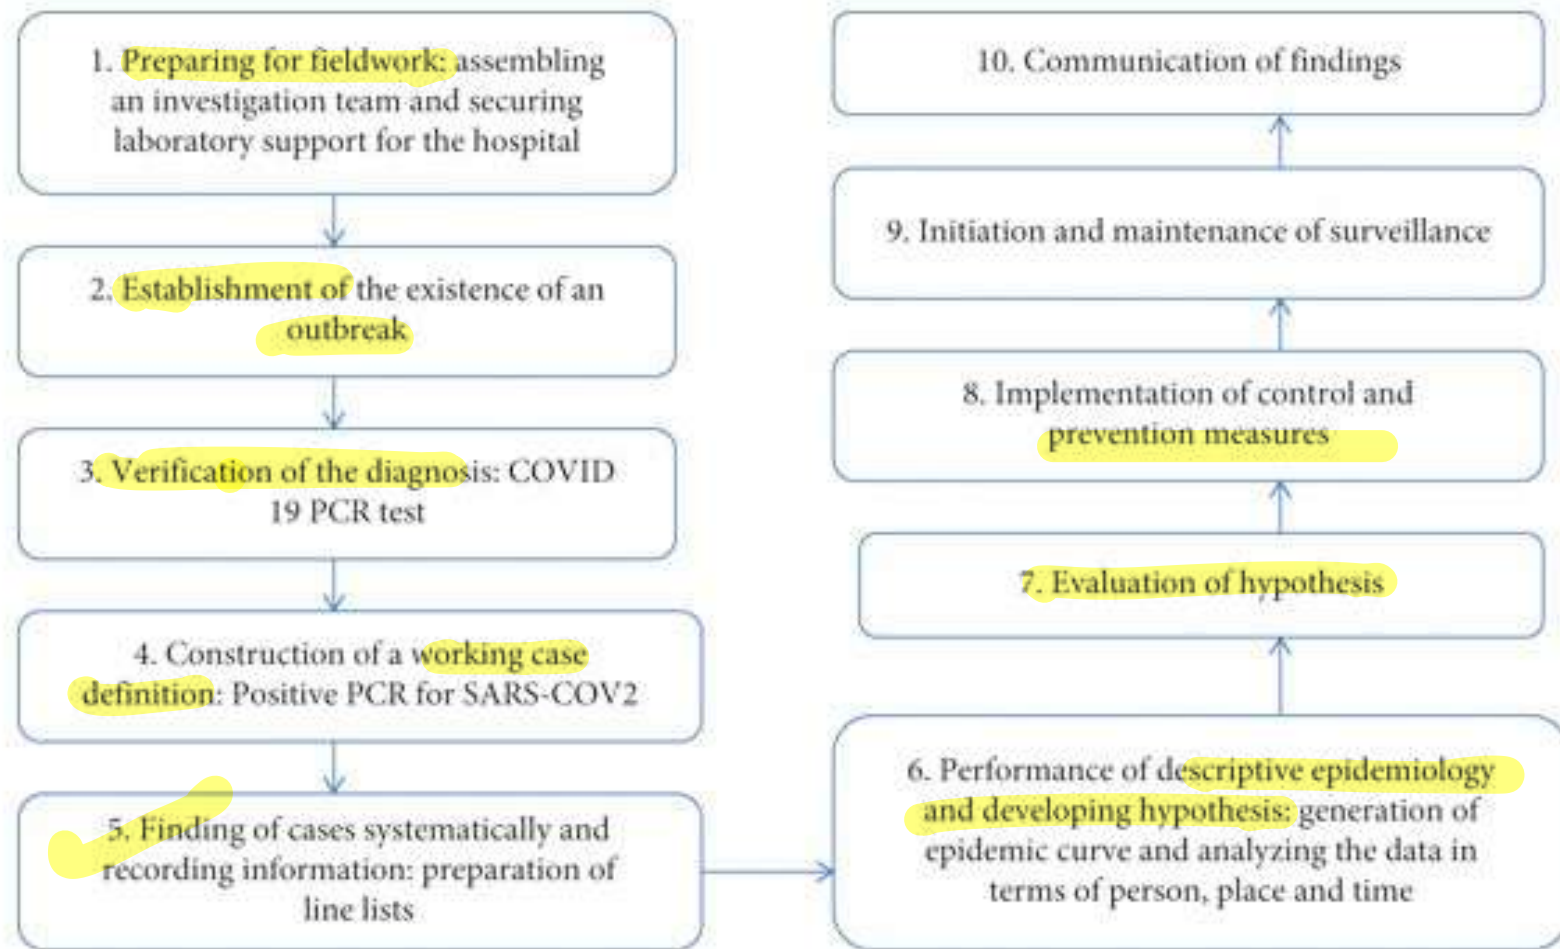 1. Preparing for fieldwork: assembling
an investigation team and securing
laboratory support for the hospital
2. Establishment of the existence of an
outbreak
3. Verification of the diagnosis: COVID
19 PCR test
4. Construction of a working case
definition: Positive PCR for SARS-COV2
5. Finding of cases systematically and
recording information: preparation of
line lists
6. Performance of descriptive epidemiology
and developing hypothesis: generation of
epidemic curve and analyzing the data in
terms of person, place and time
7. Evaluation of hypothesis
8. Implementation of control and
prevention measures
9. Initiation and maintenance of surveillance
10. Communication of findings